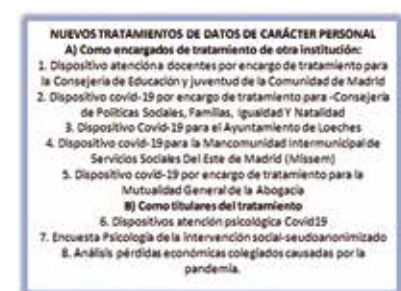 NUEVOS TRATAMIENTOS DE DATOS DE CARÁCTER PERSONAL
A) Como encargados de tratamiento de otra institución:
1. Dispositivo atención a docentes por encargo de tratamiento para
la Consejería de Educación y juventud de la Comunidad de Madrid
2. Dispositivo covid-19 por encargo de tratamiento para -Consejería
de Políticas Sociales, Familias, Igualdad Y Natalidad
3. Dispositivo Covid-19 para el Ayuntamiento de Loeches
4. Dispositivo covid-19 para la Mancomunidad Intermunicipal de
Servicios Sociales Del Este de Madrid (Missem)
5. Dispositivo covid-19 por encargo de tratamiento para la
Mutualidad General de la Abogacía
B) Como titulares del tratamiento
6. Dispositivos atención psicológica Covid19
7. Encuesta Psicología de la intervención social-seudoanonimizado
8. Análisis pérdidas económicas colegiados causadas por la
pandemia.